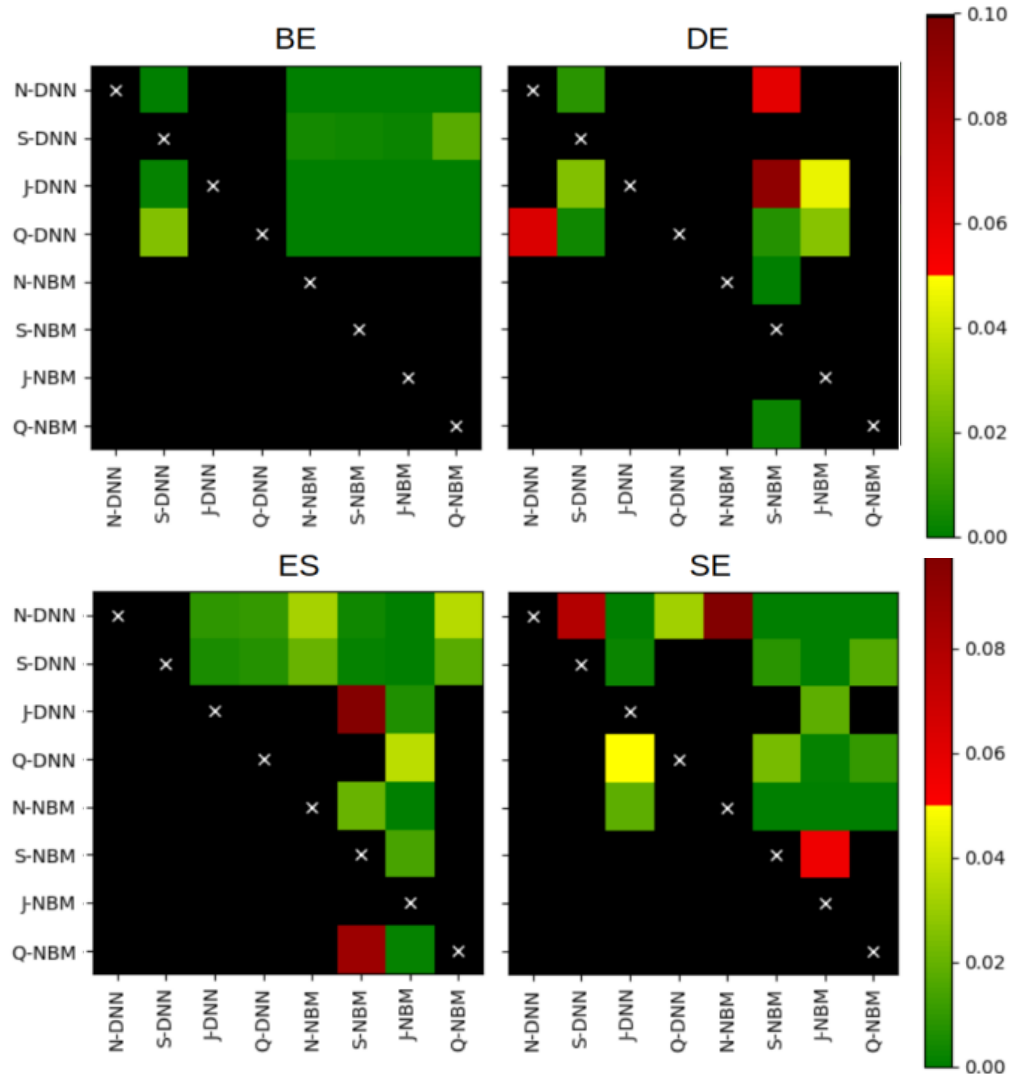 BE
DE
N-DNN
S-DNN
J-DNN
Q-DNN
N-NBM
S-NBM
J-NBM
Q-NBM
N-DNN
S-DNN
J-DNN
Q-DNN
N-NBM
S-NBM
J-NBM
Q-NBM
N-DNN
S-DNN
J-DNN
Q-DNN
N-NBM
S-NBM
J-NBM
Q-NBM
0.10
0.08
0.06
0.04
0.02
0.00
ES
SE
N-DNN
S-DNN
J-DNN
Q-DNN
N-NBM
S-NBM
J-NBM
Q-NBM
N-DNN
S-DNN
J-DNN
Q-DNN
N-NBM
S-NBM
J-NBM
Q-NBM
N-DNN
S-DNN
J-DNN
Q-DNN
N-NBM
S-NBM
J-NBM
Q-NBM
0.08
0.06
0.04
0.02
0.00